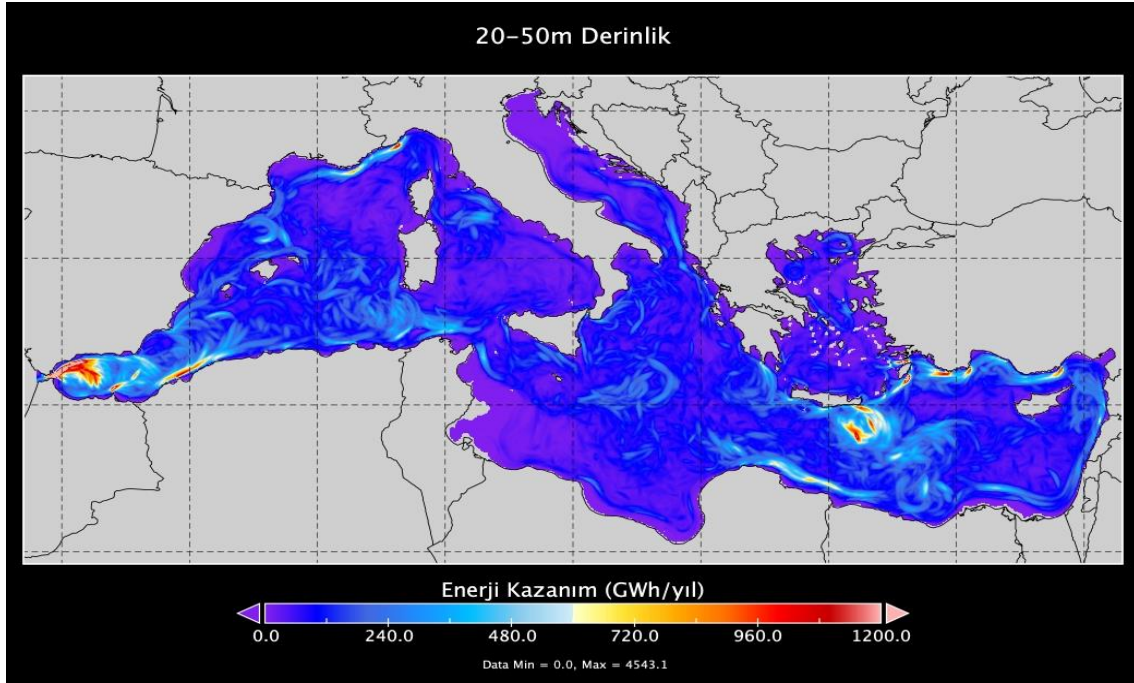 20–50m Derinlik
Enerji Kazanım (GWh/yıl)
0.0 240.0 480.0 720.0 960.0 1200.0
Data Min = 0.0, Max = 4543.1